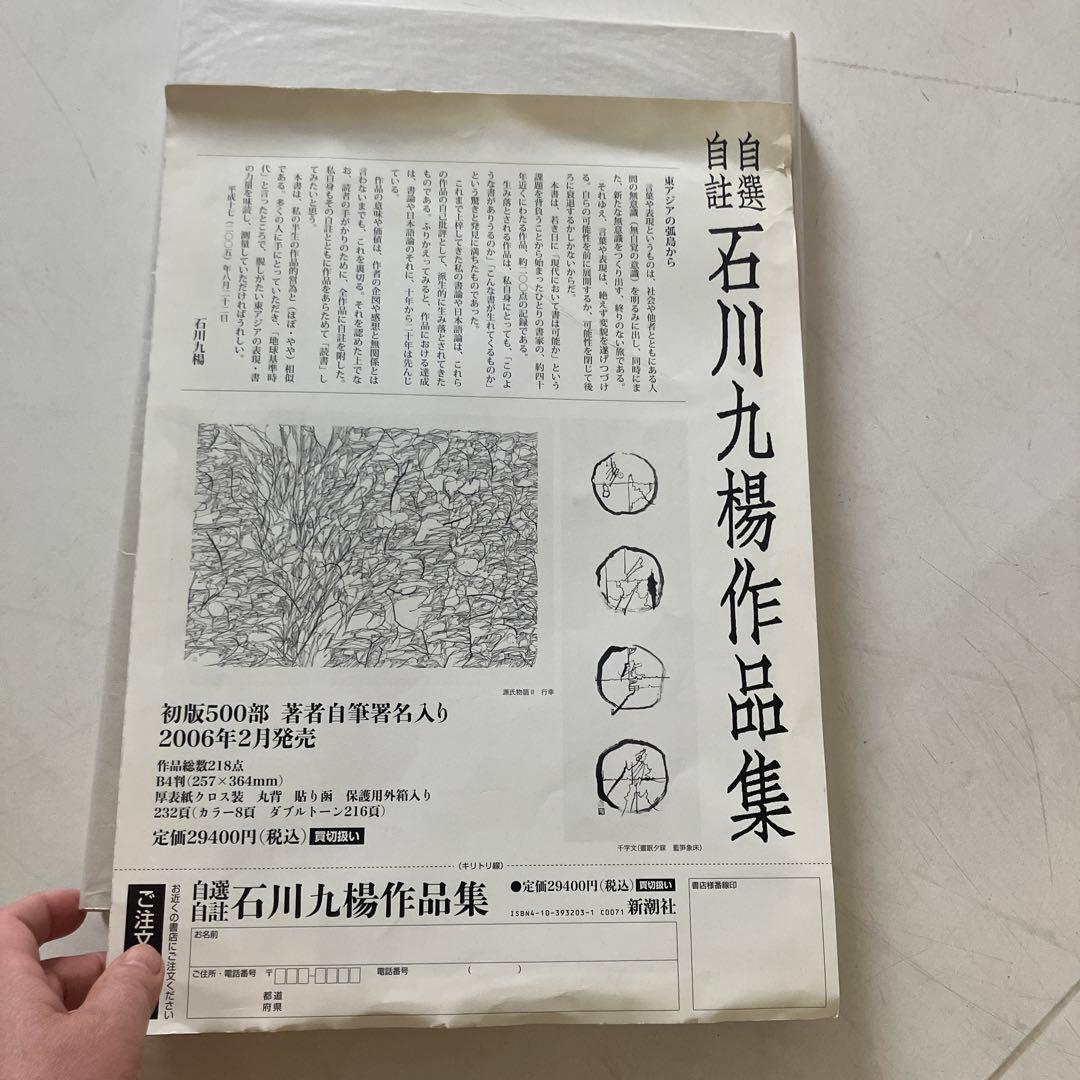 自選
自註
石川九楊作品集
東アジアの弧島から
言葉や表現というものは、社会や他者とともにある人
間の無意識(無自覚の意識)を明るみに出し、同時にま
た、新たな無意識をつくり出す、終りのない旅である。
それゆえ、言葉や表現は、絶えず変貌を遂げつづけ
る。自らの可能性を前に展開するか、可能性を閉じて後
ろに衰退するかしかないからだ。
本書は、若き日に「現代において書は可能か」という
課題を背負うことから始まったひとりの書家の、約四十
年近くにわたる作品、約二〇〇点の記録である。
生み落とされる作品は、私自身にとっても、「このよ
うな書がありうるのか」「こんな書が生れてくるものか」
という驚きと発見に満ちたものであった。
これまで上梓してきた私の書論や日本語論は、これら
の作品の自己批評として、派生的に生み落とされてきた
ものである。ふりかえってみると、作品における達成
は、書論や日本語論のそれに、十年から二十年は先んじ
ている。
作品の意味や価値は、作者の企図や感想と無関係とは
言わないまでも、これを裏切る。それを認めた上でな
お、読者の手がかりのために、全作品に自註を附した。
私自身もその自註とともに作品をあらためて「読書」し
てみたいと思う。
本書は、私の半生の作品的営為と(ほぼ・やや)相似
である。多くの人に手にとっていただき、「地球基準時
代」と言ったところで、脱しがたい東アジアの表現・書
の力量を味読し、測量していただければうれしい。
平成十七(二〇〇五)年八月二十二日
石川九楊
源氏物語Ⅱ 行幸
千字文(晝眠夕寐 藍笋象床)
初版500部 著者自筆署名入り
2006年2月発売
作品総数218点
B4判(257×364mm)
厚表紙クロス装 丸背 貼り函 保護用外箱入り
232頁(カラー8頁 ダブルトーン216頁)
定価29400円(税込) 買切扱い
(キリトリ線)
ご注文
お近くの書店にご注文ください
自選
自註
石川九楊作品集
●定価29400円(税込) 買切扱い
ISBN4-10-393203-1 C0071 新潮社
書店様番線印
お名前
ご住所・電話番号 〒 電話番号 ( )
都道
府県